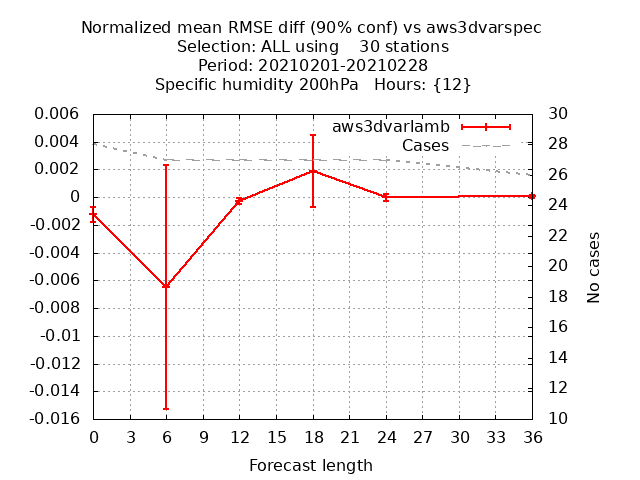 Normalized mean RMSE diff (90% conf) vs aws3dvarspec
Selection: ALL using    30 stations
Period: 20210201-20210228
Specific humidity 200hPa   Hours: {12}
aws3dvarlamb
Cases
0.006
0.004
0.002
0
-0.002
-0.004
-0.006
-0.008
-0.01
-0.012
-0.014
-0.016
30
28
26
24
22
20
18
16
14
12
10
No cases
0 3 6 9 12 15 18 21 24 27 30 33 36
Forecast length